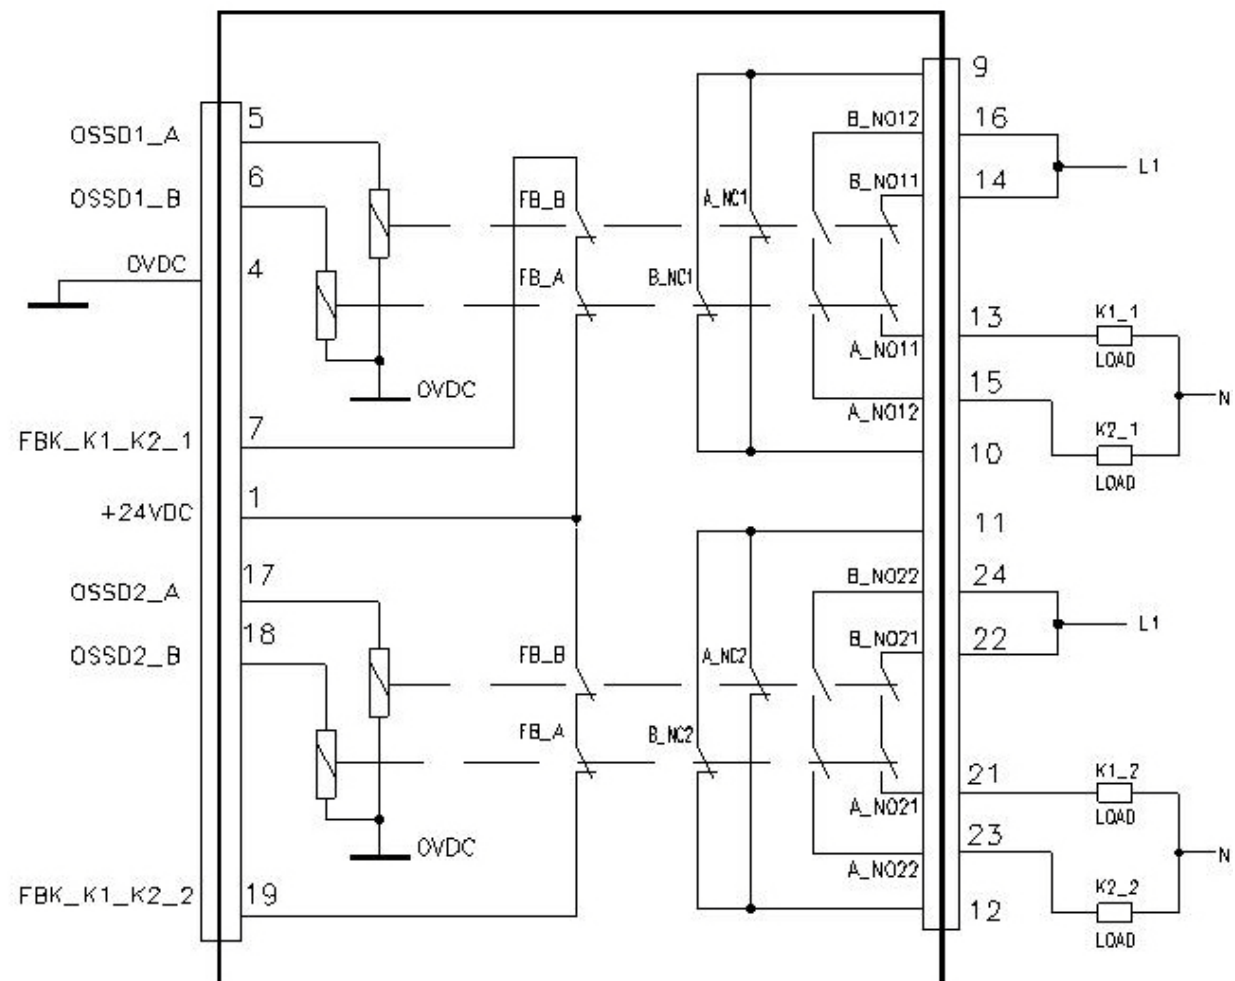 9
5
16
OSSD1_A
B_NO12
L1
6
14
OSSD1_B
FB_B
A_NC1
B_NO11
0VDC
4
FB_A
B_NC1
13
K1_1
LOAD
A_NO11
0VDC
15
N
A_NO12
7
FBK_K1_K2_1
10
K2_1
LOAD
1
+24VDC
11
17
24
OSSD2_A
B_NO22
L1
18
22
OSSD2_B
FB_B
A_NC2
B_NO21
FB_A
B_NC2
21
K1_2
LOAD
A_NO21
0VDC
23
N
A_NO22
19
FBK_K1_K2_2
12
K2_2
LOAD